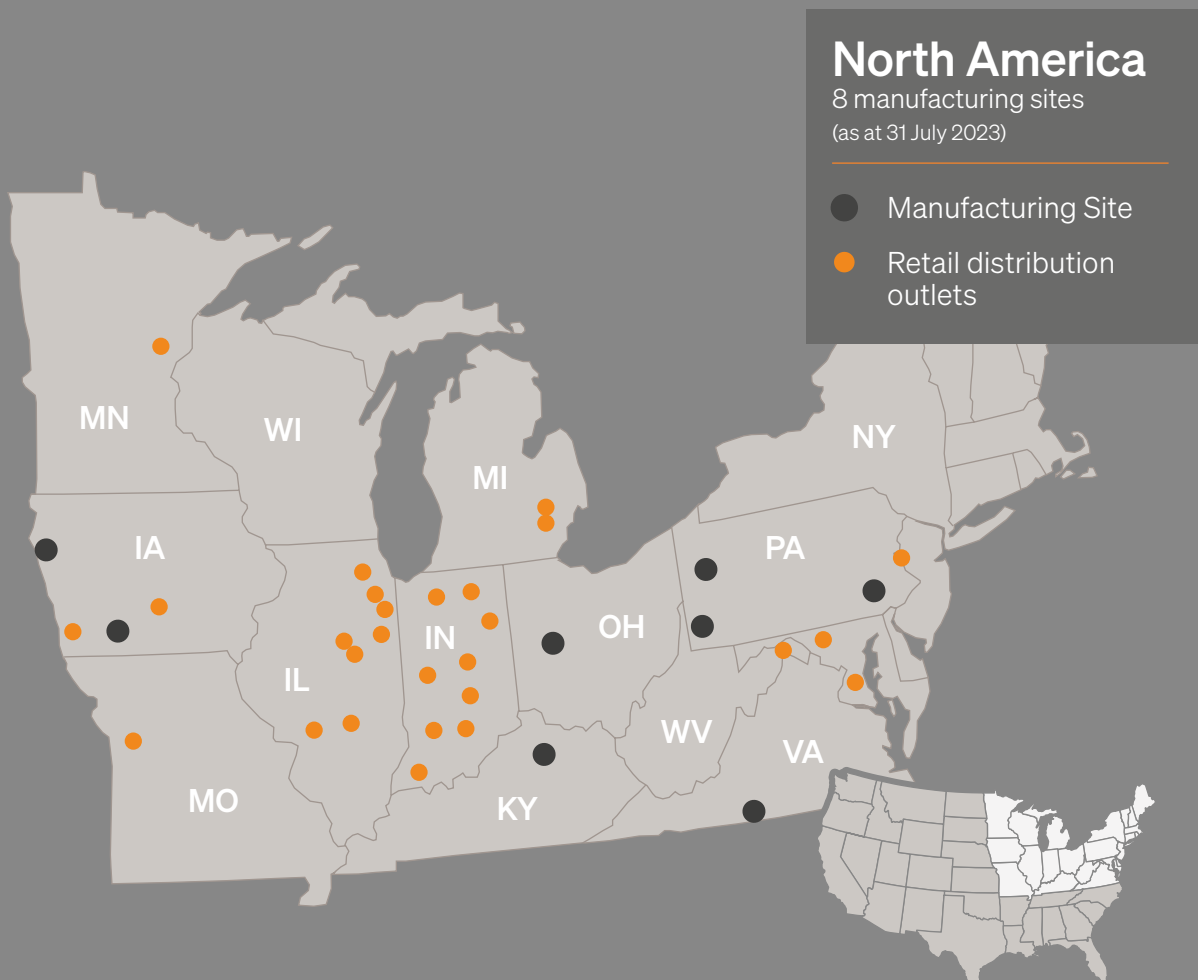 North America
8 manufacturing sites
(as at 31 July 2023)
Manufacturing Site
Retail distribution
outlets
MN
WI
MI
NY
IA
PA
IL
IN
OH
WV
VA
MO
KY